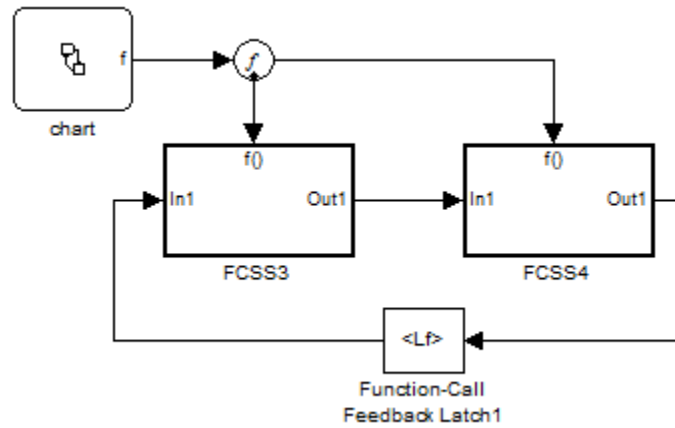 f
f
chart
f()
f()
In1
Out1
In1
Out1
FCSS3
FCSS4
<Lf>
Function-Call
Feedback Latch1